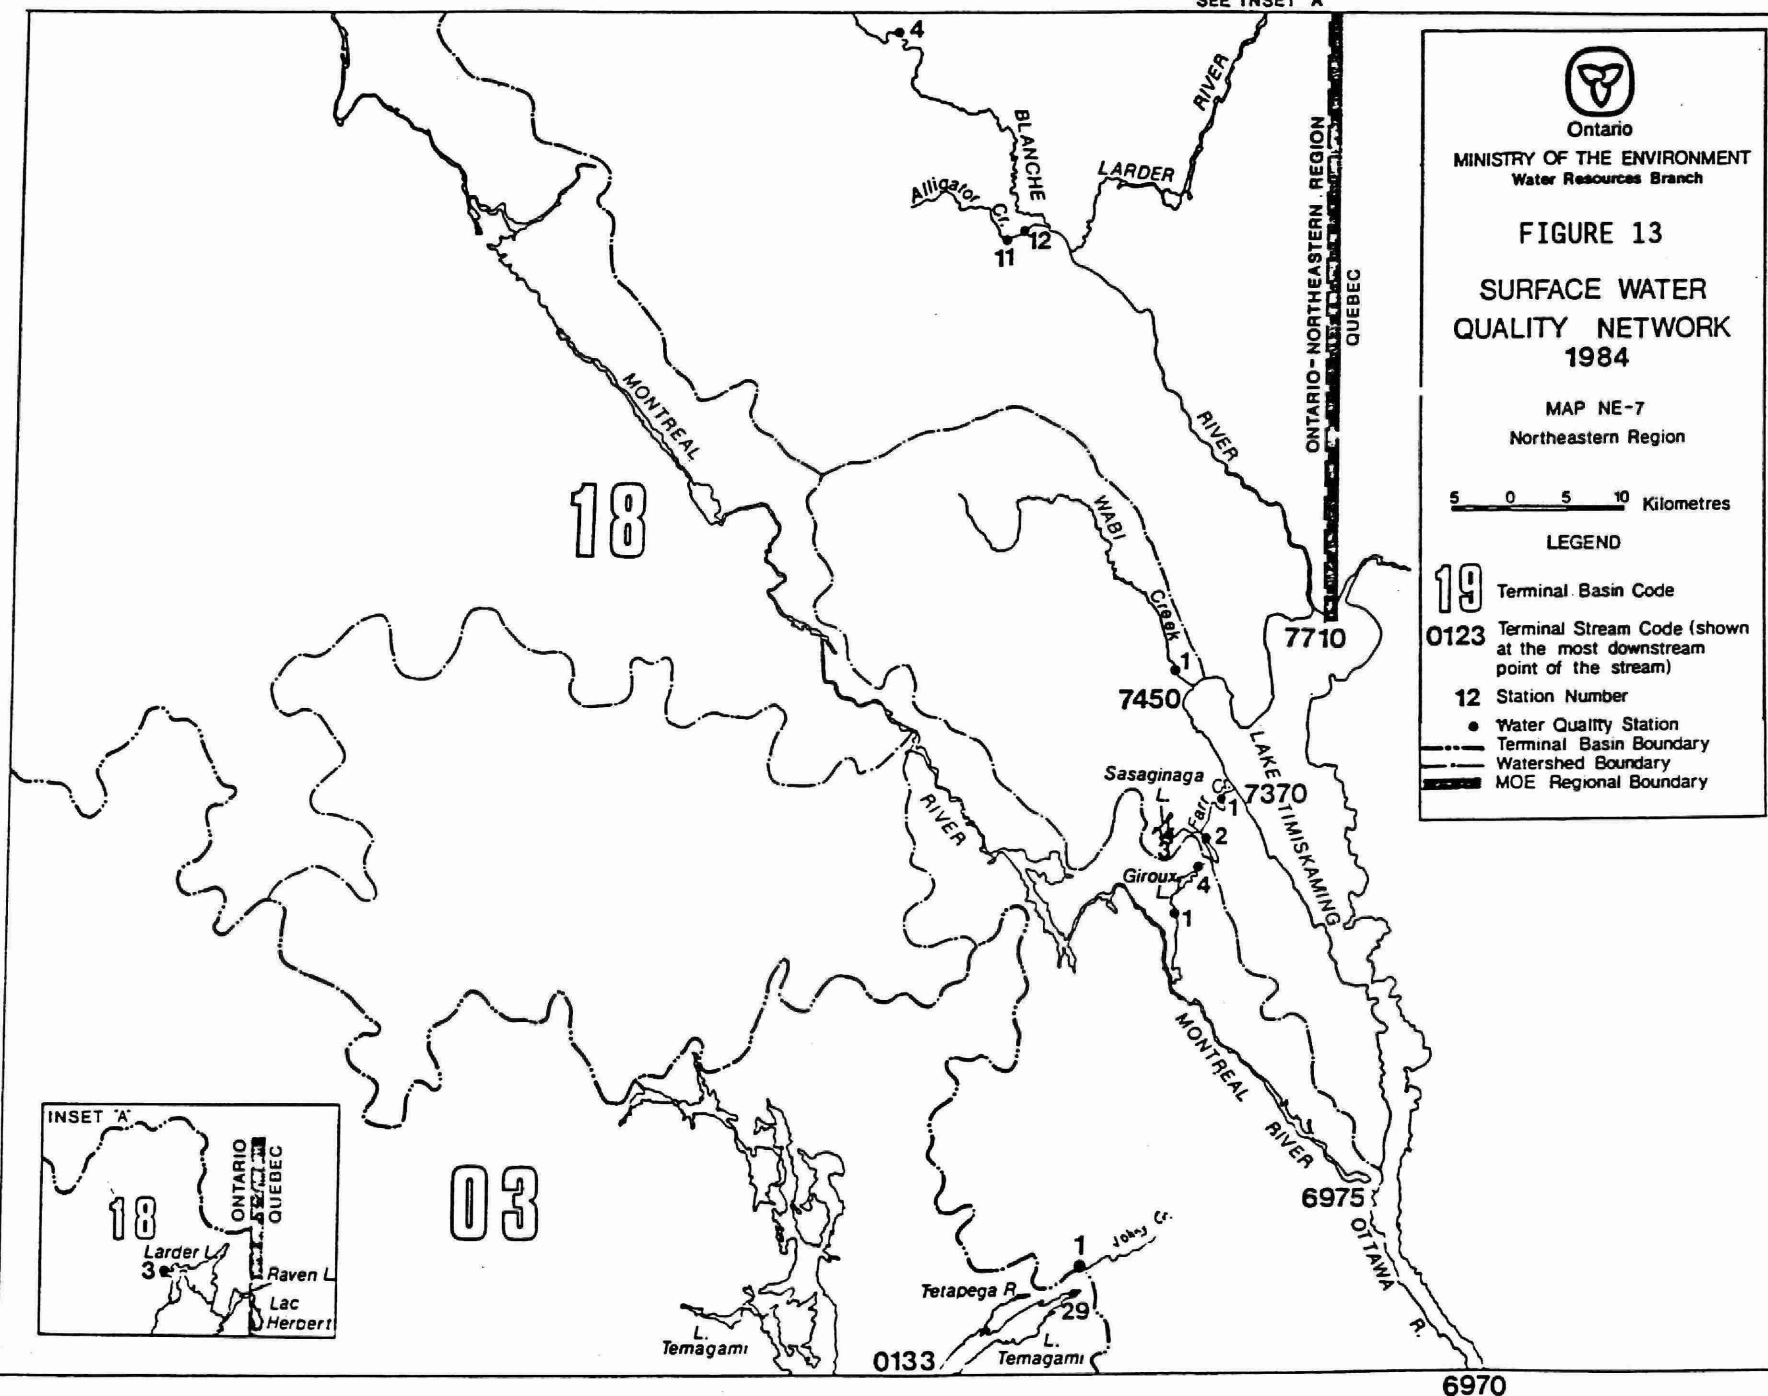 SEE INSET "A"
4
BLANCHE
RIVER
LARDER
Alligator
Cr.
12
11
ONTARIO-NORTHEASTERN REGION
QUEBEC
MONTREAL
RIVER
18
WABI
Creek
1
7450
7710
LAKE TIMISKAMING
Sasaginaga
L.
Farr Cr.
7370
1
2
3
Giroux
L.
4
1
RIVER
MONTREAL
RIVER
6975
OTTAWA
R.
6970
03
1
Johny Cr.
Tetapega R.
29
L.
Temagami
L.
Temagami
0133
INSET "A"
18
ONTARIO
QUEBEC
Larder L.
3
Raven L.
Lac
Herbert
Ontario
MINISTRY OF THE ENVIRONMENT
Water Resources Branch
FIGURE 13
SURFACE WATER
QUALITY NETWORK
1984
MAP NE-7
Northeastern Region
5 0 5 10 Kilometres
LEGEND
19 Terminal Basin Code
0123 Terminal Stream Code (shown
at the most downstream
point of the stream)
12 Station Number
Water Quality Station
Terminal Basin Boundary
Watershed Boundary
MOE Regional Boundary